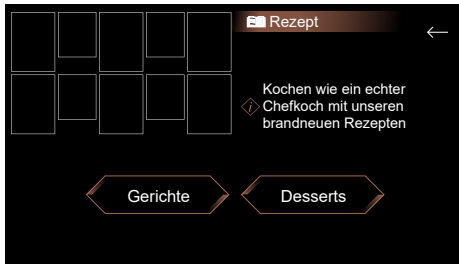 Rezept
Kochen wie ein echter
Chefkoch mit unseren
brandneuen Rezepten
Gerichte
Desserts